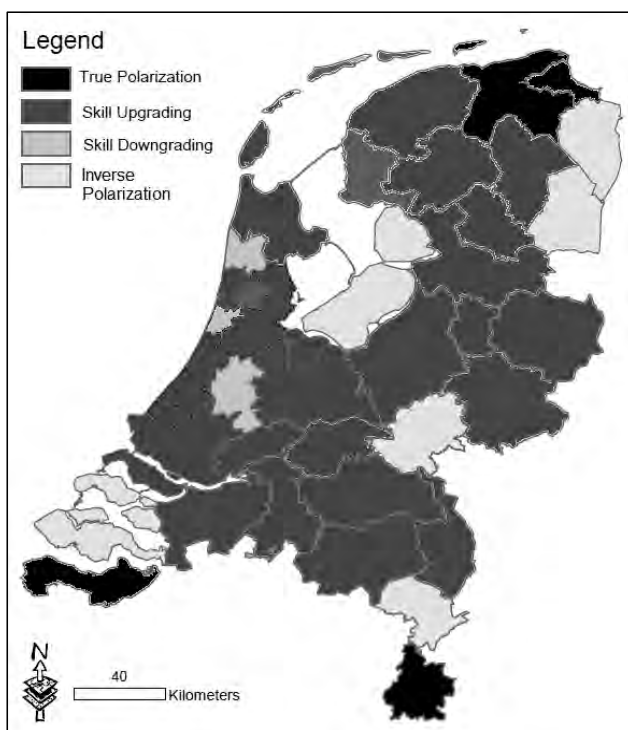 Legend
True Polarization
Skill Upgrading
Skill Downgrading
Inverse
Polarization
N
40
Kilometers